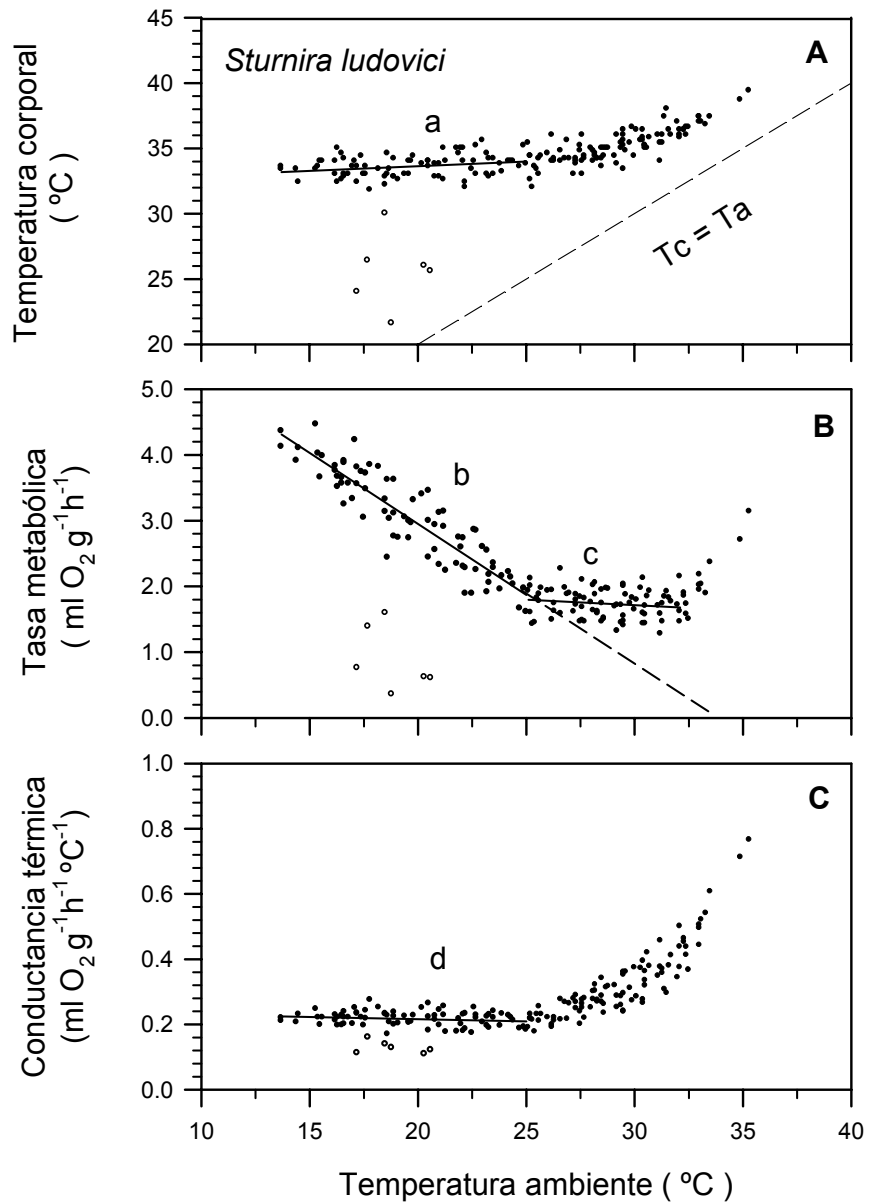 Sturnira ludovici
A
45
40
35
30
25
20
Temperatura corporal
( ºC )
a
Tc = Ta
B
5.0
4.0
3.0
2.0
1.0
0.0
Tasa metabólica
( ml O2 g-1h-1 )
b
c
C
1.0
0.8
0.6
0.4
0.2
0.0
Conductancia térmica
(ml O2 g-1h-1 ºC-1)
d
10 15 20 25 30 35 40
Temperatura ambiente ( ºC )